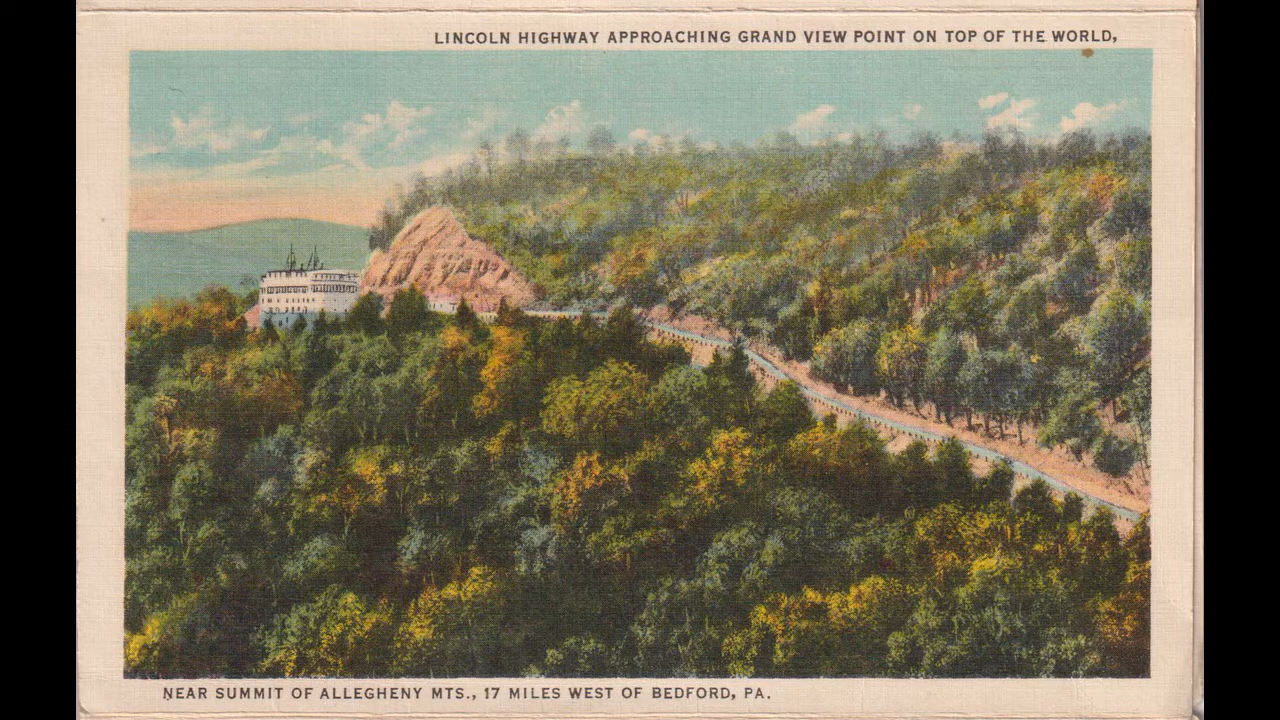 LINCOLN HIGHWAY APPROACHING GRAND VIEW POINT ON TOP OF THE WORLD,
NEAR SUMMIT OF ALLEGHENY MTS., 17 MILES WEST OF BEDFORD, PA.